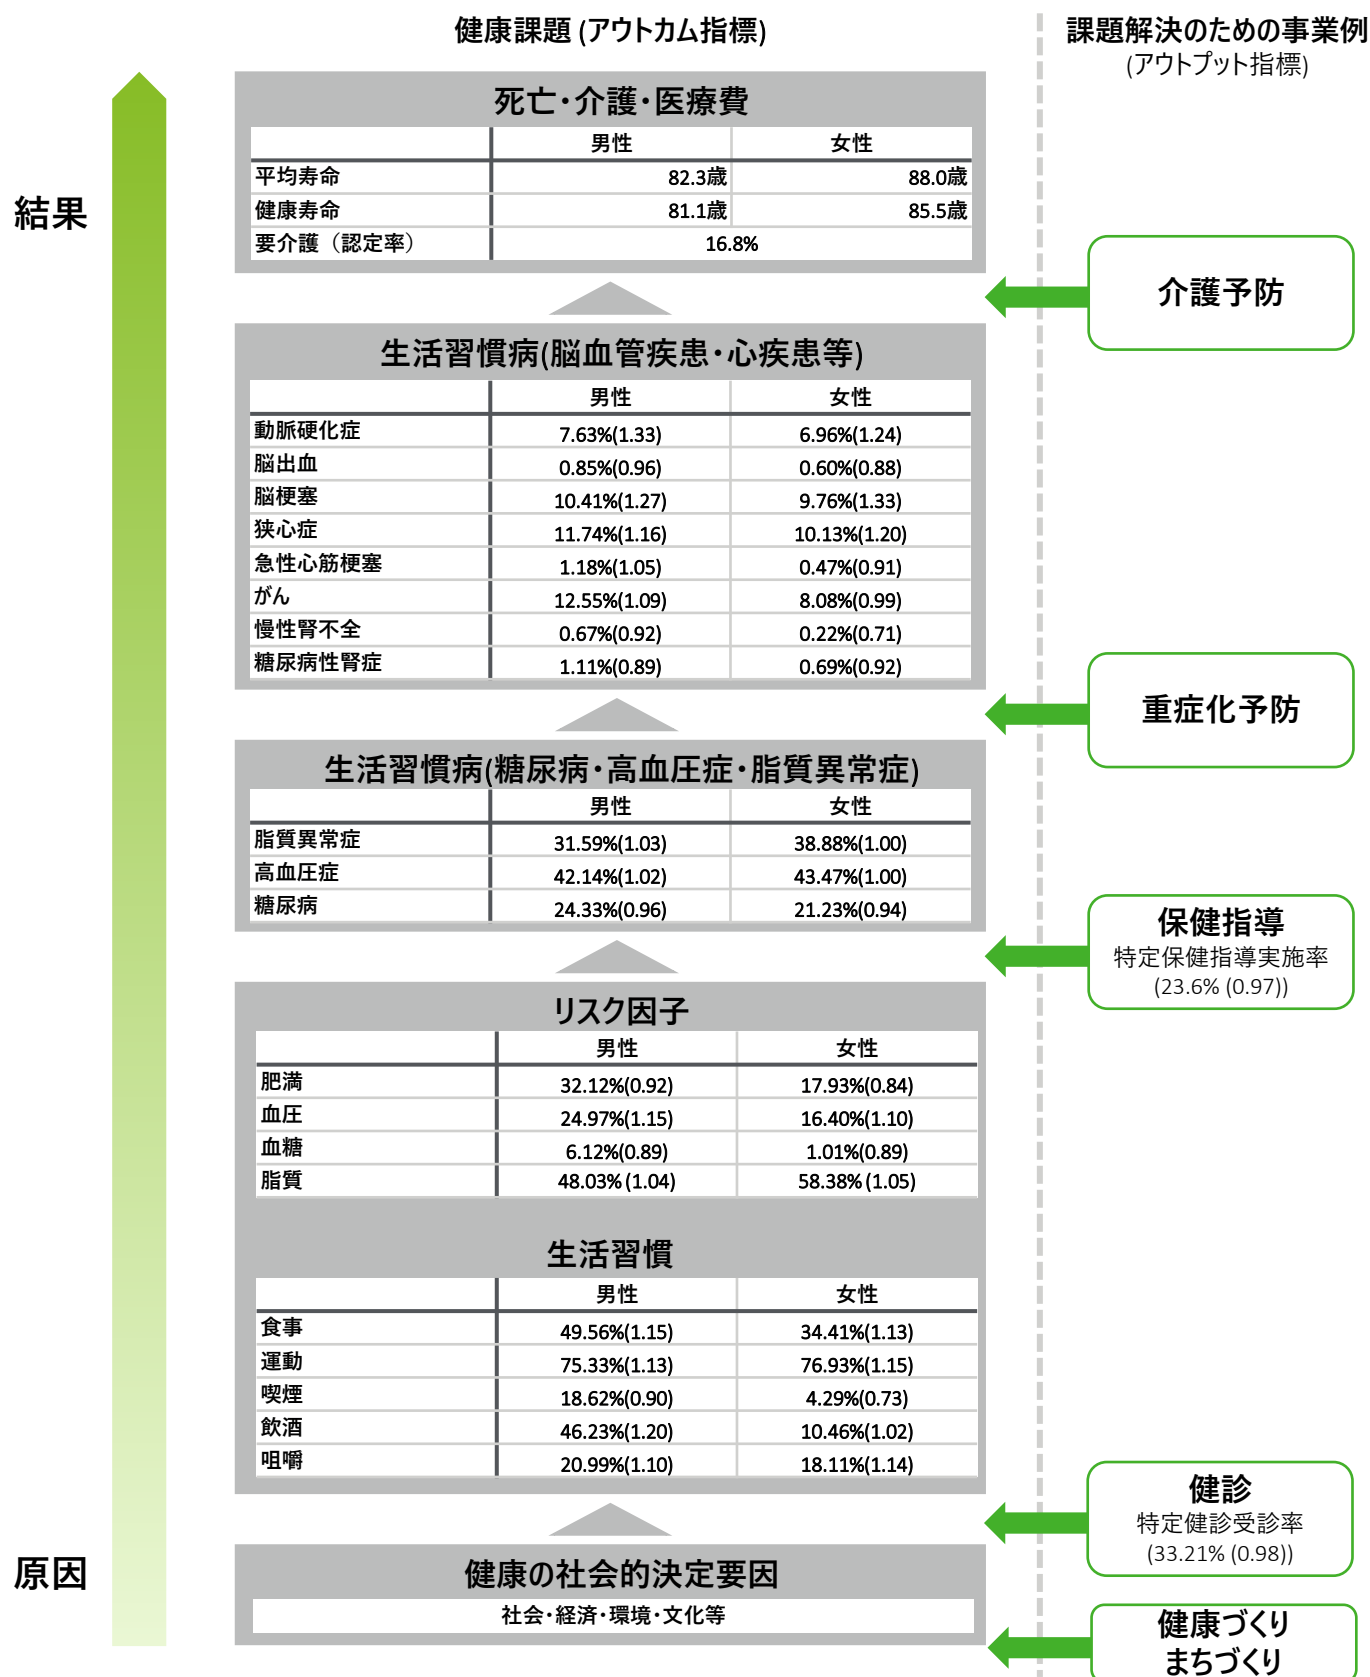 健康課題 (アウトカム指標)
課題解決のための事業例
(アウトプット指標)
結果
死亡・介護・医療費
男性 女性
平均寿命 82.3歳 88.0歳
健康寿命 81.1歳 85.5歳
要介護（認定率） 16.8%
介護予防
生活習慣病(脳血管疾患・心疾患等)
男性 女性
動脈硬化症 7.63%(1.33) 6.96%(1.24)
脳出血 0.85%(0.96) 0.60%(0.88)
脳梗塞 10.41%(1.27) 9.76%(1.33)
狭心症 11.74%(1.16) 10.13%(1.20)
急性心筋梗塞 1.18%(1.05) 0.47%(0.91)
がん 12.55%(1.09) 8.08%(0.99)
慢性腎不全 0.67%(0.92) 0.22%(0.71)
糖尿病性腎症 1.11%(0.89) 0.69%(0.92)
重症化予防
生活習慣病(糖尿病・高血圧症・脂質異常症)
男性 女性
脂質異常症 31.59%(1.03) 38.88%(1.00)
高血圧症 42.14%(1.02) 43.47%(1.00)
糖尿病 24.33%(0.96) 21.23%(0.94)
保健指導
特定保健指導実施率
(23.6% (0.97))
リスク因子
男性 女性
肥満 32.12%(0.92) 17.93%(0.84)
血圧 24.97%(1.15) 16.40%(1.10)
血糖 6.12%(0.89) 1.01%(0.89)
脂質 48.03% (1.04) 58.38% (1.05)
生活習慣
男性 女性
食事 49.56%(1.15) 34.41%(1.13)
運動 75.33%(1.13) 76.93%(1.15)
喫煙 18.62%(0.90) 4.29%(0.73)
飲酒 46.23%(1.20) 10.46%(1.02)
咀嚼 20.99%(1.10) 18.11%(1.14)
健診
特定健診受診率
(33.21% (0.98))
原因
健康の社会的決定要因
社会・経済・環境・文化等
健康づくり
まちづくり